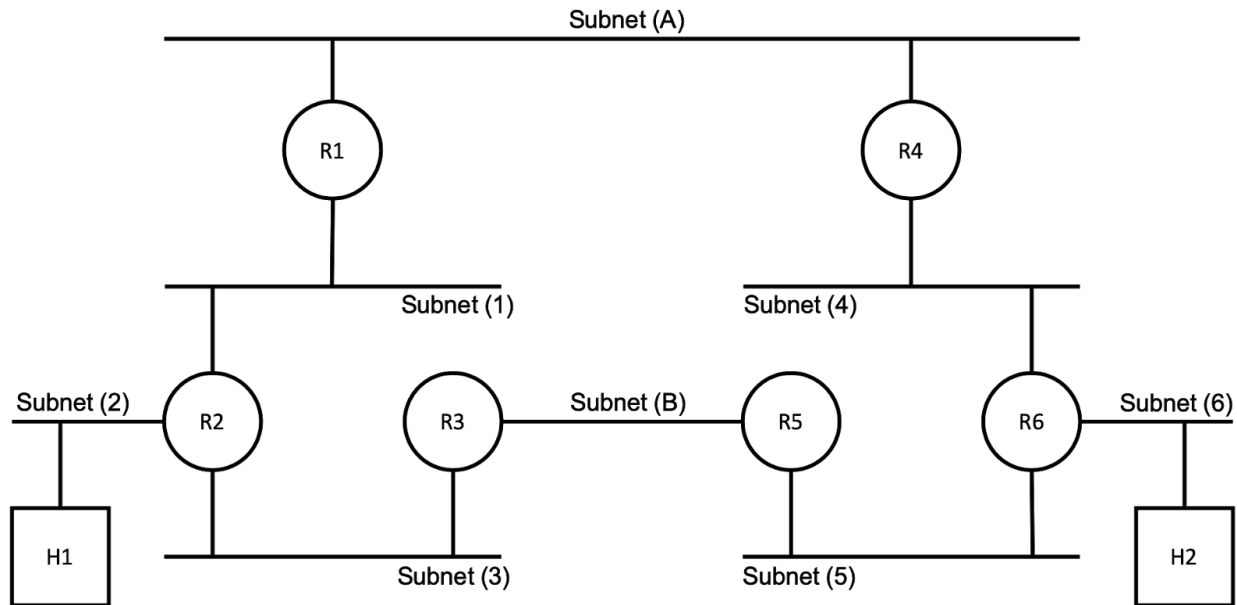 Subnet (A)
R1
R4
Subnet (1)
Subnet (4)
Subnet (2)
R2
R3
Subnet (B)
R5
R6
Subnet (6)
H1
H2
Subnet (3)
Subnet (5)